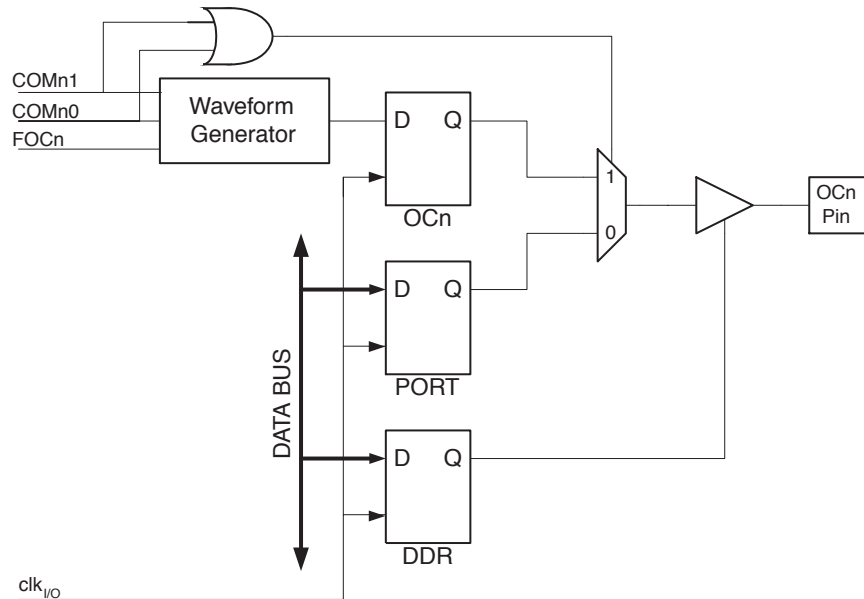 COMn1
COMn0
FOCn
Waveform
Generator
D Q
OCn
1
0
OCn
Pin
D Q
PORT
DATA BUS
D Q
DDR
clkI/O